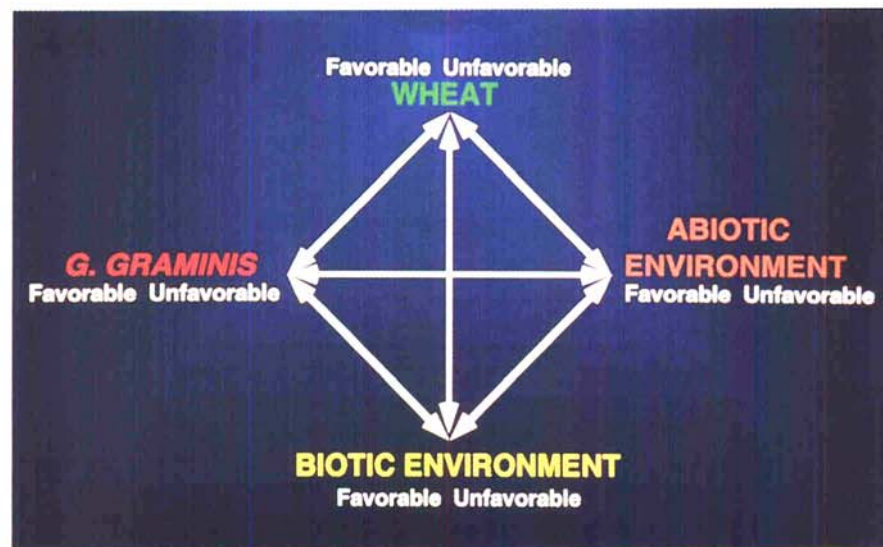 Favorable Unfavorable
WHEAT
G. GRAMINIS
Favorable Unfavorable
ABIOTIC
ENVIRONMENT
Favorable Unfavorable
BIOTIC ENVIRONMENT
Favorable Unfavorable